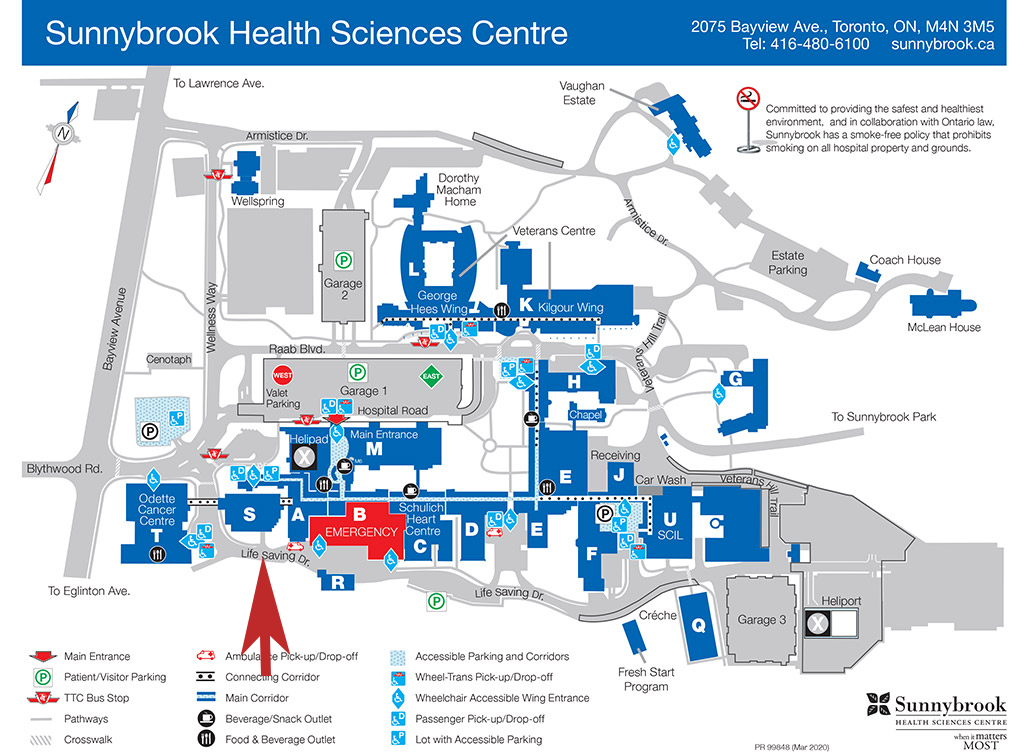 Sunnybrook Health Sciences Centre
2075 Bayview Ave., Toronto, ON, M4N 3M5
Tel: 416-480-6100 sunnybrook.ca
To Lawrence Ave.
Vaughan
Estate
Committed to providing the safest and healthiest
environment, and in collaboration with Ontario law,
Sunnybrook has a smoke-free policy that prohibits
smoking on all hospital property and grounds.
N
Armistice Dr.
Wellspring
Dorothy
Macham
Home
Veterans Centre
Armistice Dr.
Estate
Parking
Coach House
McLean House
L
George
Hees Wing
K Kilgour Wing
P
Garage
2
Bayview Avenue
Wellness Way
Veterans Hill Trail
Cenotaph
Raab Blvd.
WEST
P
EAST
Valet
Parking
Garage 1
Hospital Road
H
G
Chapel
To Sunnybrook Park
P
Helipad
X
Main Entrance
M
Blythwood Rd.
Receiving
E
J
Car Wash
Veterans Hill Trail
Odette
Cancer
Centre
T
S
A
B
EMERGENCY
Schulich
Heart
Centre
C
D
E
F
P
U
SCIL
Life Saving Dr.
R
To Eglinton Ave.
P
Life Saving Dr.
Créche
Q
Garage 3
Heliport
X
Fresh Start
Program
Main Entrance
P Patient/Visitor Parking
TTC Bus Stop
Pathways
Crosswalk
Ambulance Pick-up/Drop-off
Connecting Corridor
Main Corridor
Beverage/Snack Outlet
Food & Beverage Outlet
Accessible Parking and Corridors
Wheel-Trans Pick-up/Drop-off
Wheelchair Accessible Wing Entrance
D Passenger Pick-up/Drop-off
P Lot with Accessible Parking
Sunnybrook
HEALTH SCIENCES CENTRE
when it matters
MOST
PR 99848 (Mar 2020)